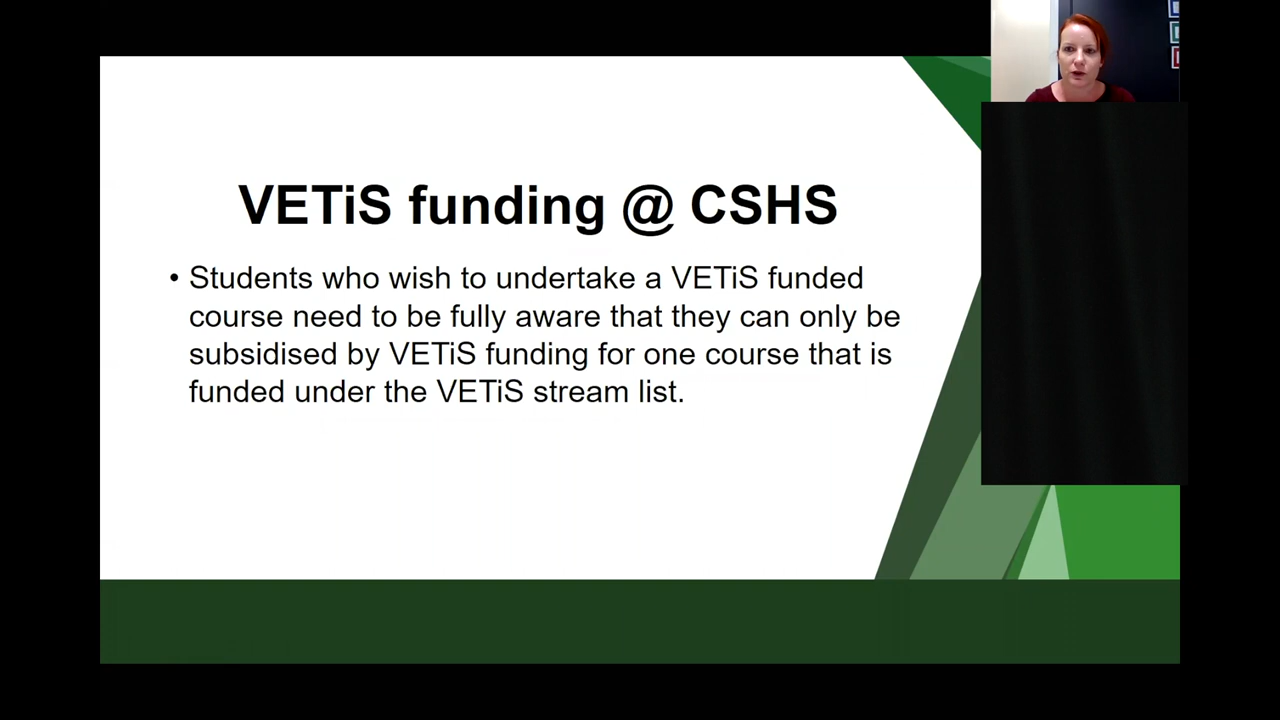 VETiS funding @ CSHS
• Students who wish to undertake a VETiS funded
course need to be fully aware that they can only be
subsidised by VETiS funding for one course that is
funded under the VETiS stream list.